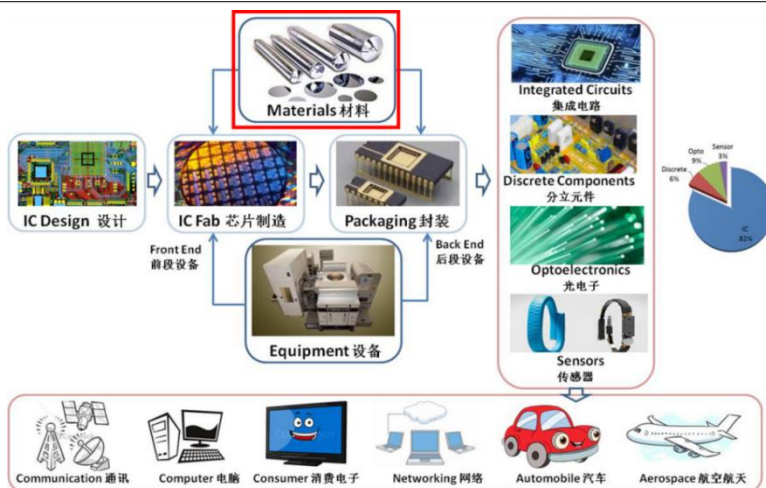 Materials 材料
IC Design 设计
IC Fab 芯片制造
Packaging 封装
Front End
前段设备
Back End
后段设备
Equipment 设备
Integrated Circuits
集成电路
Discrete Components
分立元件
Optoelectronics
光电子
Sensors
传感器
Opto
9%
Sensor
3%
Discrete
6%
IC
82%
Communication 通讯
Computer 电脑
Consumer 消费电子
Networking 网络
Automobile 汽车
Aerospace 航空航天